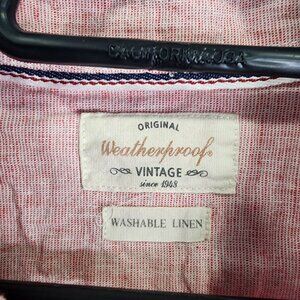 ORIGINAL
Weatherproof®
VINTAGE
since 1948
WASHABLE LINEN